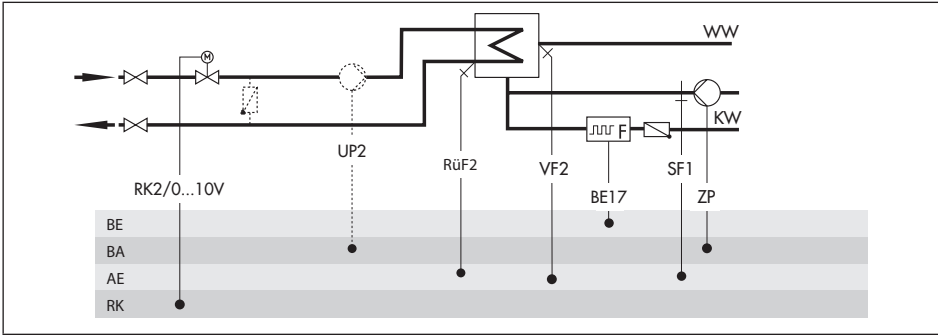 M
WW
KW
F
UP2
RüF2
VF2
SF1
RK2/0...10V
BE17
ZP
BE
BA
AE
RK